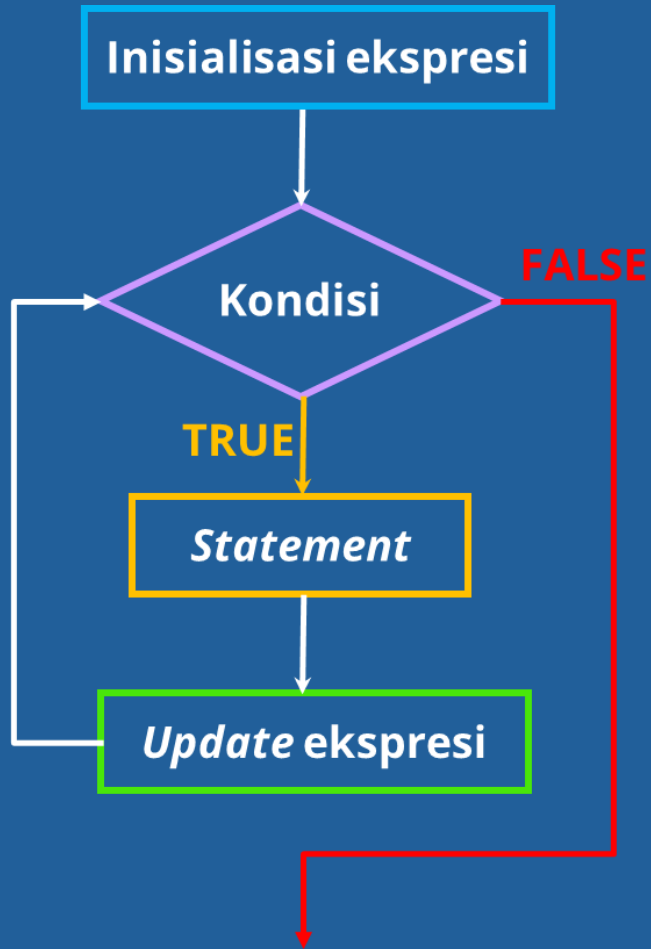 Inisialisasi ekspresi
FALSE
Kondisi
TRUE
Statement
Update ekspresi